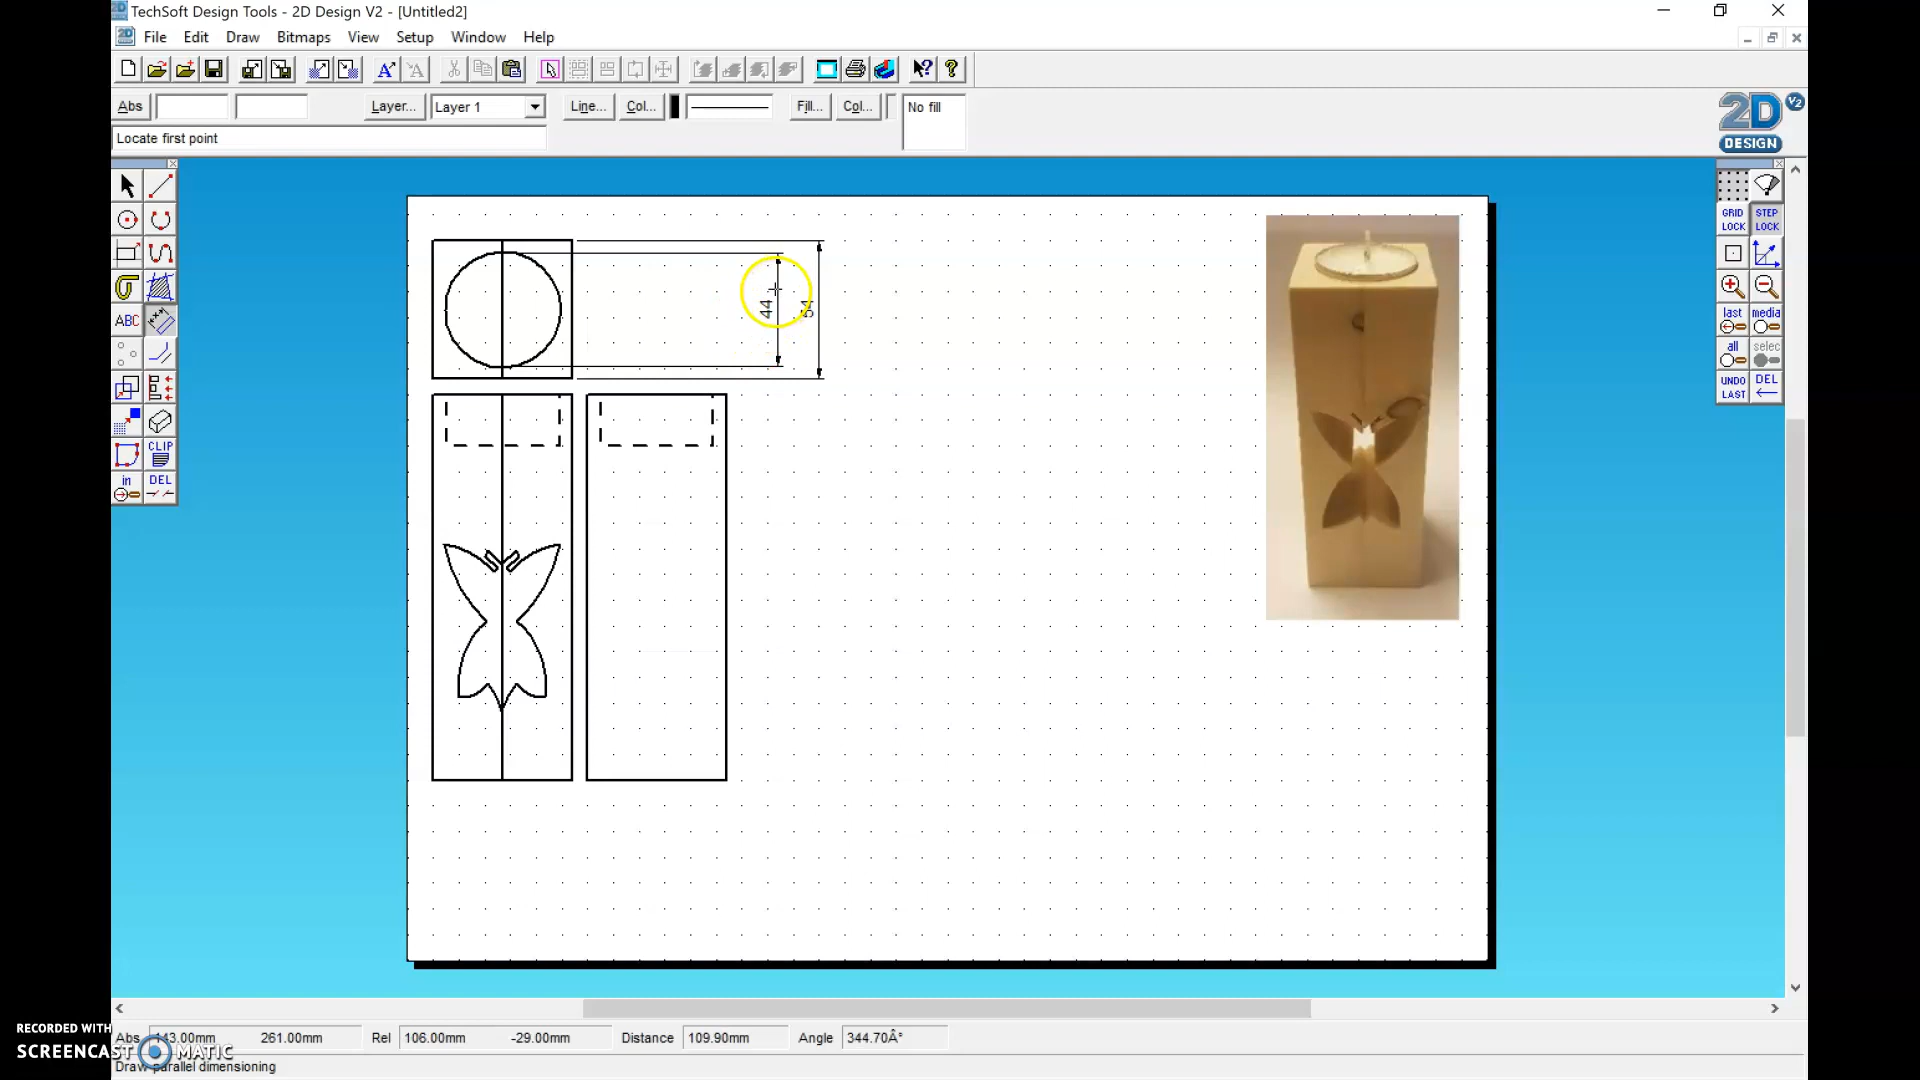 TechSoft Design Tools - 2D Design V2 - [Untitled2]
File Edit Draw Bitmaps View Setup Window Help
Abs Layer... Layer 1 Line... Col... Fill... Col... No fill
Locate first point
2D V2
DESIGN
ABC
CLIP
in DEL
GRID LOCK STEP LOCK
last media
all selec
UNDO LAST DEL
44
RECORDED WITH
SCREENCAST MATIC
Abs 143.00mm 261.00mm Rel 106.00mm -29.00mm Distance 109.90mm Angle 344.70Â°
Draw parallel dimensioning